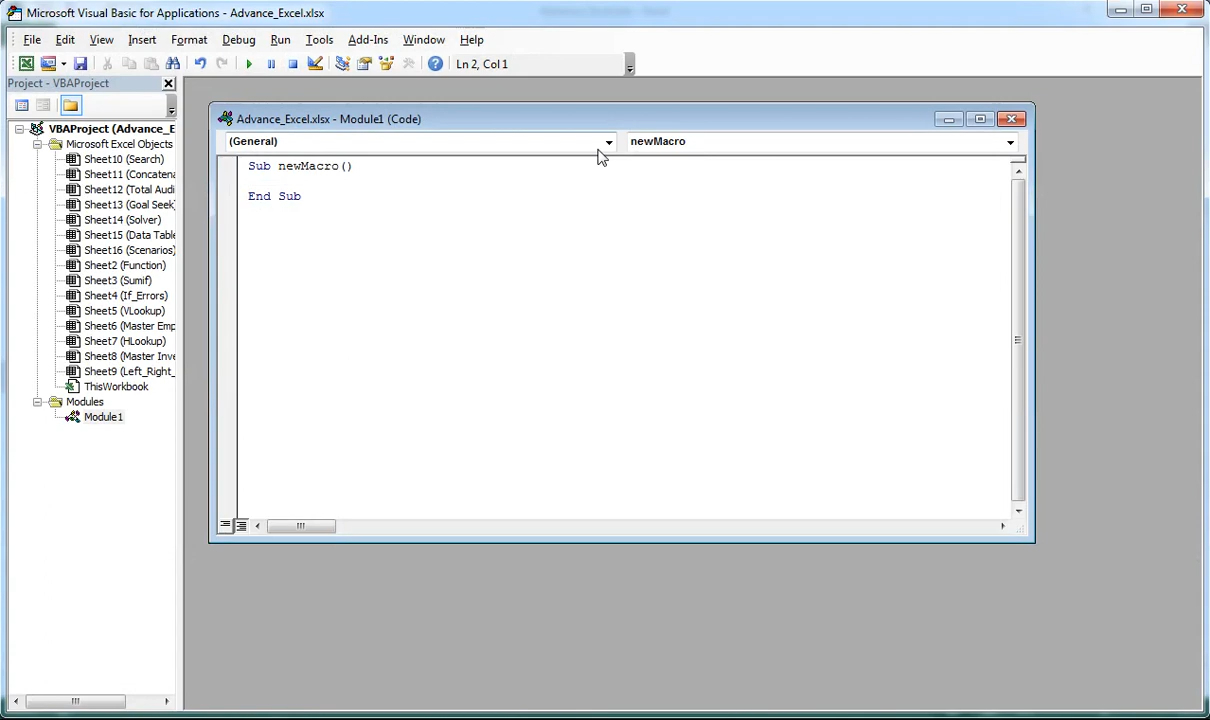 Microsoft Visual Basic for Applications - Advance_Excel.xlsx
File Edit View Insert Format Debug Run Tools Add-Ins Window Help
Ln 2, Col 1
Project - VBAProject
VBAProject (Advance_E
Microsoft Excel Objects
Sheet10 (Search)
Sheet11 (Concatena
Sheet12 (Total Audi
Sheet13 (Goal Seek)
Sheet14 (Solver)
Sheet15 (Data Table
Sheet16 (Scenarios)
Sheet2 (Function)
Sheet3 (Sumif)
Sheet4 (If_Errors)
Sheet5 (VLookup)
Sheet6 (Master Emp
Sheet7 (HLookup)
Sheet8 (Master Inve
Sheet9 (Left_Right_
ThisWorkbook
Modules
Module1
Advance_Excel.xlsx - Module1 (Code)
(General) newMacro
Sub newMacro()
End Sub